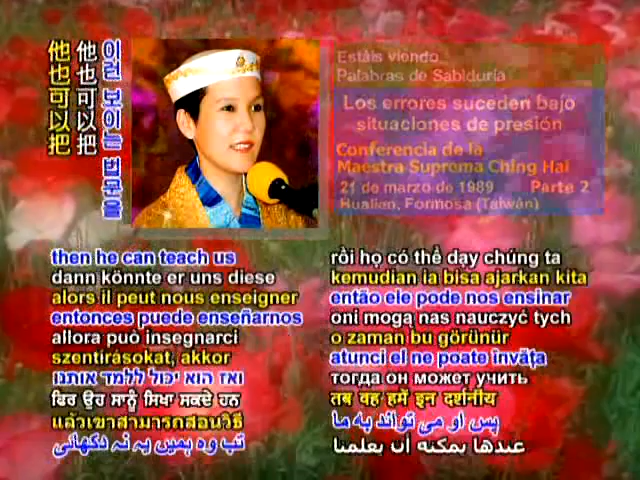 他也可以把
他也可以把
이런 보이는 법문을
Estáis viendo
Palabras de Sabiduría
Los errores suceden bajo
situaciones de presión
Conferencia de la
Maestra Suprema Ching Hai
21 de marzo de 1989 Parte 2
Hualien, Formosa (Taiwán)
then he can teach us
dann könnte er uns diese
alors il peut nous enseigner
entonces puede enseñarnos
allora può insegnarci
szentírásokat, akkor
ואז הוא יכול ללמד אותנו
ਫਿਰ ਉਹ ਸਾਨੂੰ ਸਿਖਾ ਸਕਦੇ ਹਨ
แล้วเขาสามารถสอนวิธี
تب وہ ہمیں یہ نہ دکھائی
rồi họ có thể dạy chúng ta
kemudian ia bisa ajarkan kita
então ele pode nos ensinar
oni mogą nas nauczyć tych
o zaman bu görünür
atunci el ne poate învăţa
тогда он может учить
तब वह हमें इन दर्शनीय
پس او می تواند به ما
عندها يمكنه أن يعلمنا